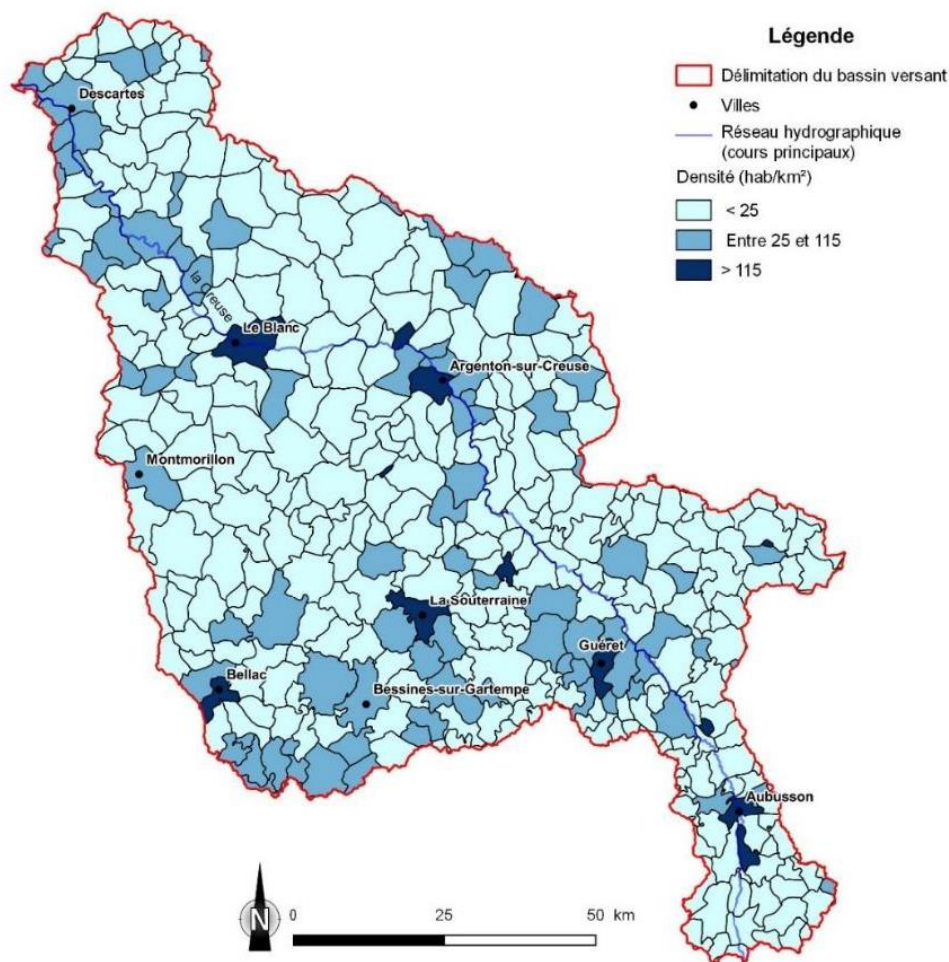 Légende
Délimitation du bassin versant
Villes
Réseau hydrographique
(cours principaux)
Densité (hab/km²)
< 25
Entre 25 et 115
> 115
Descartes
la Creuse
Le Blanc
Argenton-sur-Creuse
Montmorillon
La Souterraine
Guéret
Bellac
Bessines-sur-Gartempe
Aubusson
N
0 25 50 km